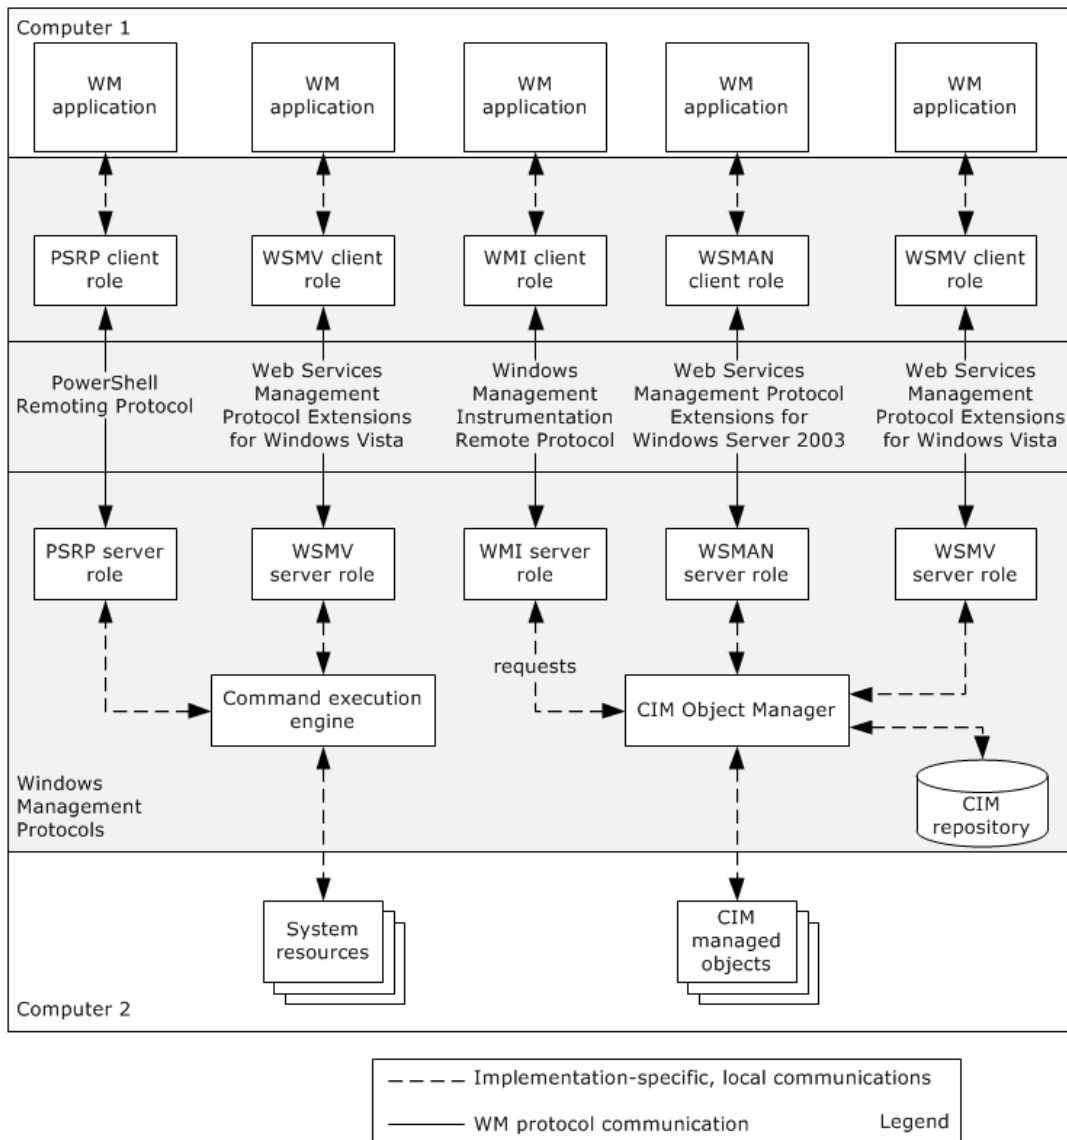 Computer 1
WM
application
WM
application
WM
application
WM
application
WM
application
PSRP client
role
WSMV client
role
WMI client
role
WSMAN
client role
WSMV client
role
PowerShell
Remoting Protocol
Web Services
Management
Protocol Extensions
for Windows Vista
Windows
Management
Instrumentation
Remote Protocol
Web Services
Management Protocol
Extensions for
Windows Server 2003
Web Services
Management
Protocol Extensions
for Windows Vista
PSRP server
role
WSMV
server role
WMI server
role
WSMAN
server role
WSMV
server role
requests
Command execution
engine
CIM Object Manager
CIM
repository
Windows
Management
Protocols
System
resources
CIM
managed
objects
Computer 2
Implementation-specific, local communications
WM protocol communication
Legend